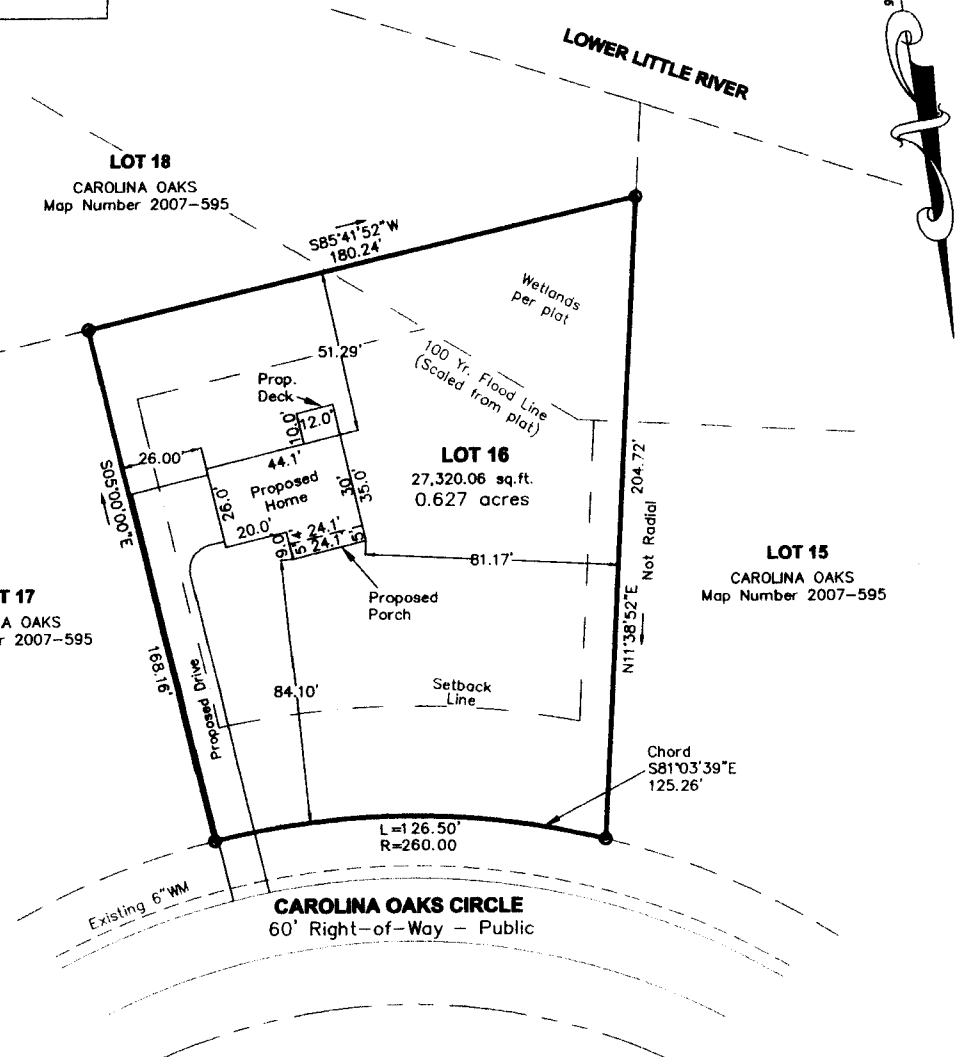 LOWER LITTLE RIVER
LOT 18
CAROLINA OAKS
Map Number 2007-595
S85°41'52"W
180.24'
Wetlands
per plat
100 Yr. Flood Line
(Scaled from plat)
51.29'
Prop.
Deck
10.0'
12.0'
26.00'
44.1'
Proposed
Home
26.0'
30'
35.0'
20.0'
9.0'
5'
4'
24.1'
24.1'
5'
LOT 16
27,320.06 sq.ft.
0.627 acres
S05°00'00"E
168.16'
204.72'
Not Radial
N11°38'52"E
81.17'
LOT 15
CAROLINA OAKS
Map Number 2007-595
T 17
A OAKS
r 2007-595
Proposed
Porch
Proposed Drive
84.10'
Setback
Line
Chord
S81°03'39"E
125.26'
L=126.50'
R=260.00
Existing 6"WM
CAROLINA OAKS CIRCLE
60' Right-of-Way - Public